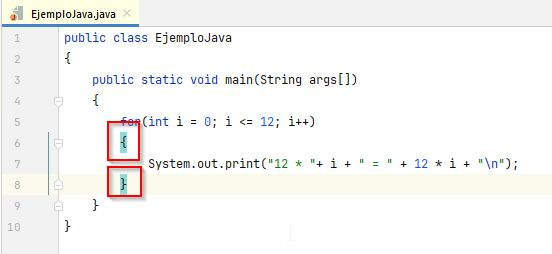 EjemploJava.java
1 public class EjemploJava
2 {
3     public static void main(String args[])
4     {
5         for(int i = 0; i <= 12; i++)
6         {
7             System.out.print("12 * "+ i + " = " + 12 * i + "\n");
8         }
9     }
10 }